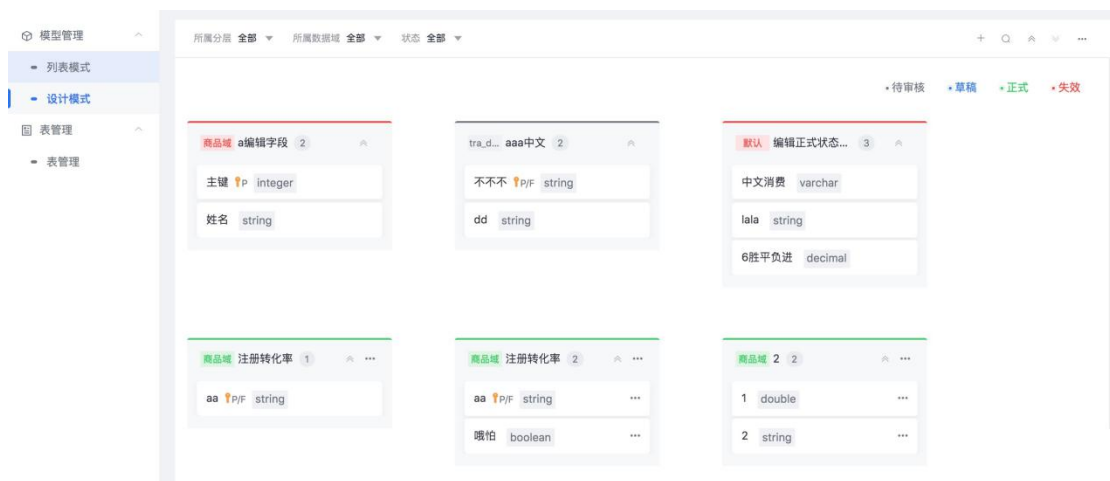 模型管理
列表模式
设计模式
表管理
表管理
所属分层 全部 所属数据域 全部 状态 全部
待审核 草稿 正式 失效
商品域 a编辑字段 2
主键 P integer
姓名 string
tra_d... aaa中文 2
不不不 P/F string
dd string
默认 编辑正式状态... 3
中文消费 varchar
lala string
6胜平负进 decimal
商品域 注册转化率 1
aa P/F string
商品域 注册转化率 2
aa P/F string
哦怕 boolean
商品域 2 2
1 double
2 string